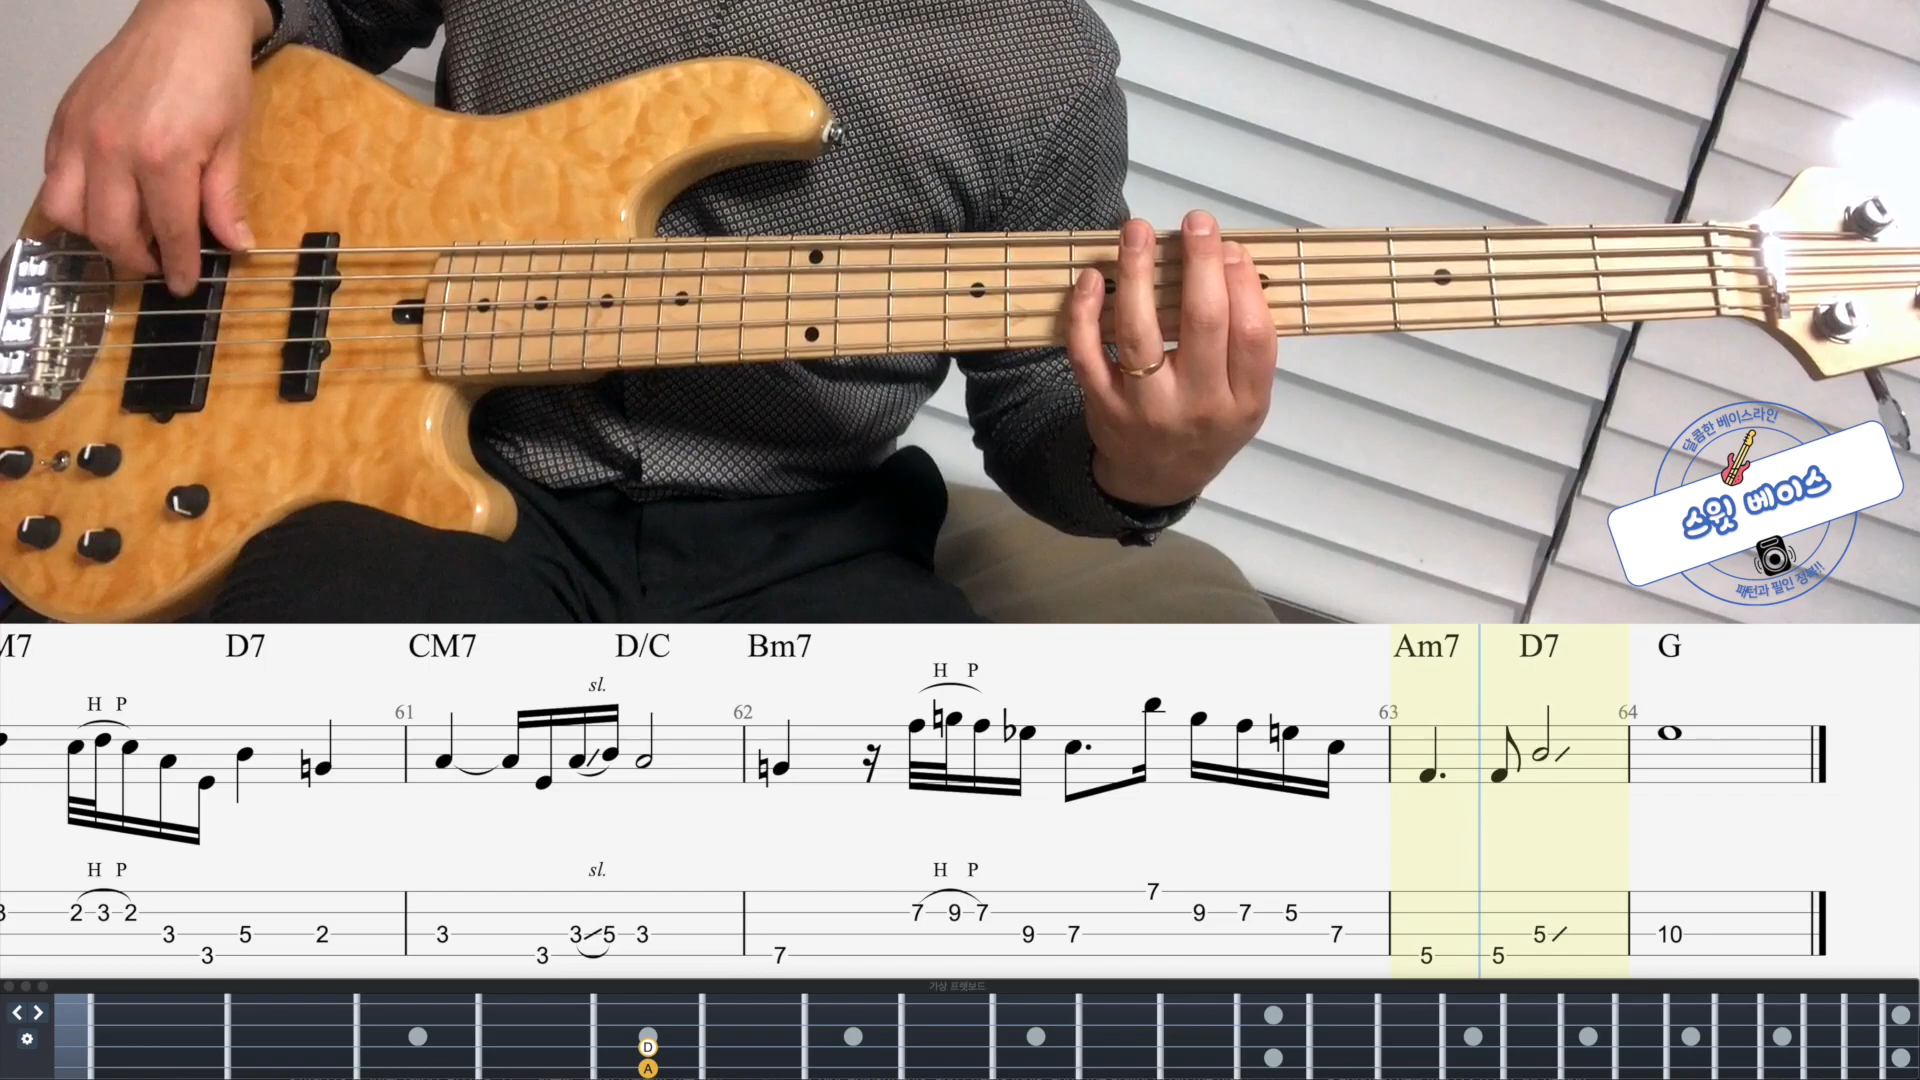 달콤한 베이스라인
스윗 베이스
패턴과 필인 정복!!
M7 D7 CM7 D/C Bm7 Am7 D7 G
H P sl. H P
61 62 63 64
H P sl. H P
7
3 2 3 2 7 9 7 9 7 5
3 5 2 3 3 5 3 9 7 7 5 10
3 3 7 5 5
가상 프렛보드
D
A